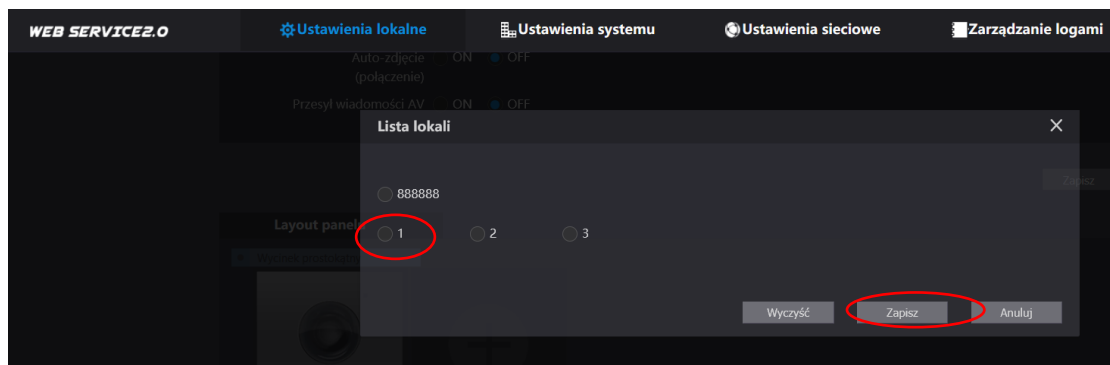 WEB SERVICE2.0 Ustawienia lokalne Ustawienia systemu Ustawienia sieciowe Zarządzanie logami
Auto-zdjęcie ON OFF
(połączenie)
Przesył wiadomości AV ON OFF
Lista lokali
888888
Zapisz
Layout panelu
1 2 3
Wyczyść Zapisz Anuluj